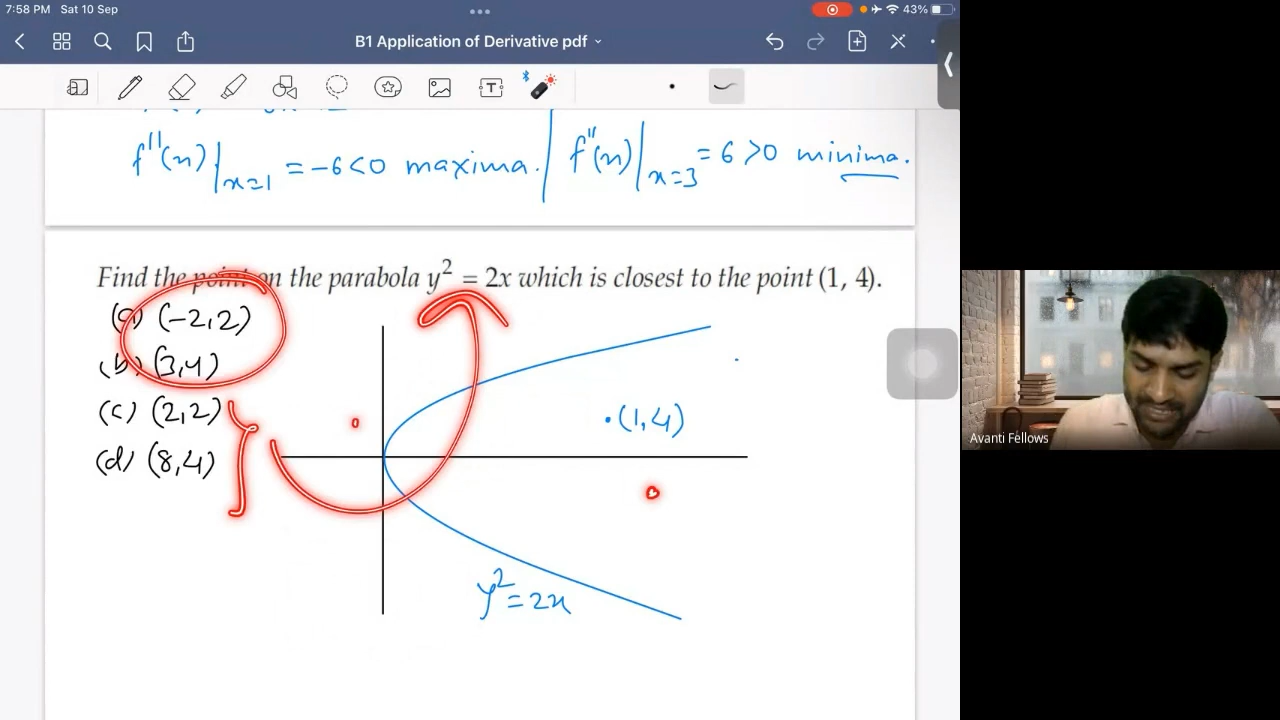 7:58 PM Sat 10 Sep
43%
B1 Application of Derivative pdf
T
f''(n)|x=1 = -6<0 maxima. | f''(n)|x=3 = 6>0 minima.
Find the point on the parabola y² = 2x which is closest to the point (1, 4).
(a) (-2,2)
(b) (3,4)
(c) (2,2)
(d) (8,4)
.(1,4)
y² = 2x
Avanti Fellows